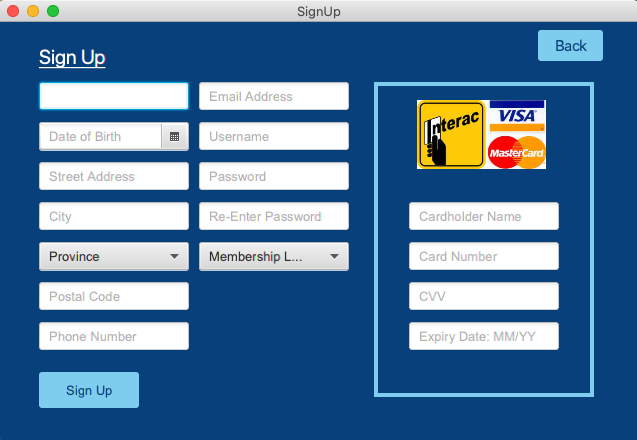 SignUp
Back
Sign Up
Email Address
Date of Birth
Username
Street Address
Password
City
Re-Enter Password
Province
Membership L...
Postal Code
Phone Number
Sign Up
Interac
VISA
MasterCard
Cardholder Name
Card Number
CVV
Expiry Date: MM/YY